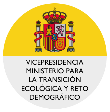 VICEPRESIDENCIA
MINISTERIO PARA
LA TRANSICIÓN
ECOLÓGICA Y RETO
DEMOGRÁFICO